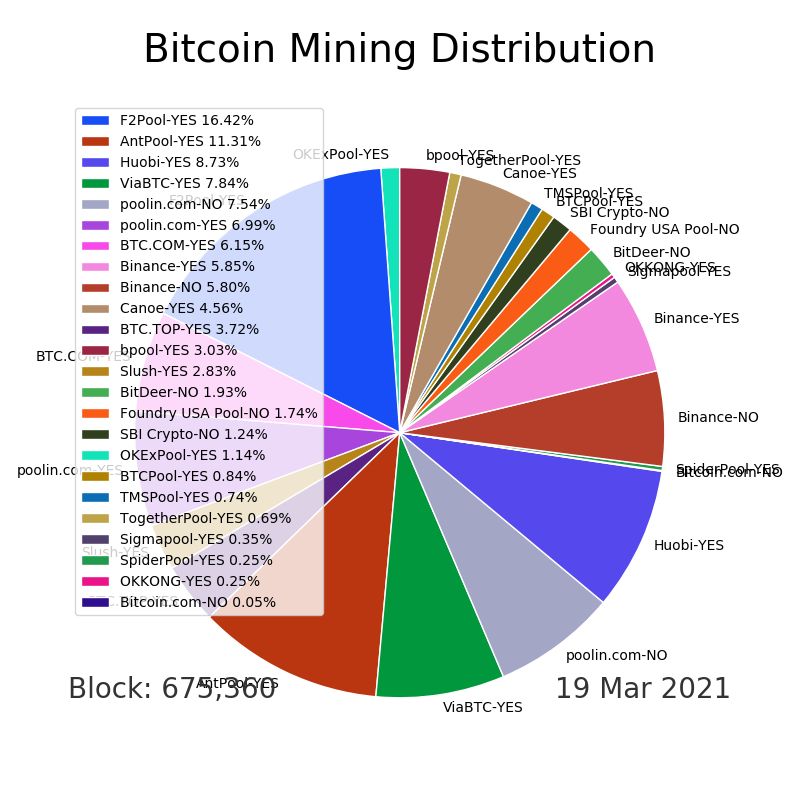 Bitcoin Mining Distribution
F2Pool-YES 16.42%
AntPool-YES 11.31%
Huobi-YES 8.73%
ViaBTC-YES 7.84%
poolin.com-NO 7.54%
poolin.com-YES 6.99%
BTC.COM-YES 6.15%
Binance-YES 5.85%
Binance-NO 5.80%
Canoe-YES 4.56%
BTC.TOP-YES 3.72%
bpool-YES 3.03%
Slush-YES 2.83%
BitDeer-NO 1.93%
Foundry USA Pool-NO 1.74%
SBI Crypto-NO 1.24%
OKExPool-YES 1.14%
BTCPool-YES 0.84%
TMSPool-YES 0.74%
TogetherPool-YES 0.69%
Sigmapool-YES 0.35%
SpiderPool-YES 0.25%
OKKONG-YES 0.25%
Bitcoin.com-NO 0.05%
OKExPool-YES
F2Pool-YES
BTC.COM-YES
poolin.com-YES
Slush-YES
BTC.TOP-YES
AntPool-YES
bpool-YES
TogetherPool-YES
Canoe-YES
TMSPool-YES
BTCPool-YES
SBI Crypto-NO
Foundry USA Pool-NO
BitDeer-NO
OKKONG-YES
Sigmapool-YES
Binance-YES
Binance-NO
SpiderPool-YES
Bitcoin.com-NO
Huobi-YES
poolin.com-NO
ViaBTC-YES
Block: 675,360
19 Mar 2021